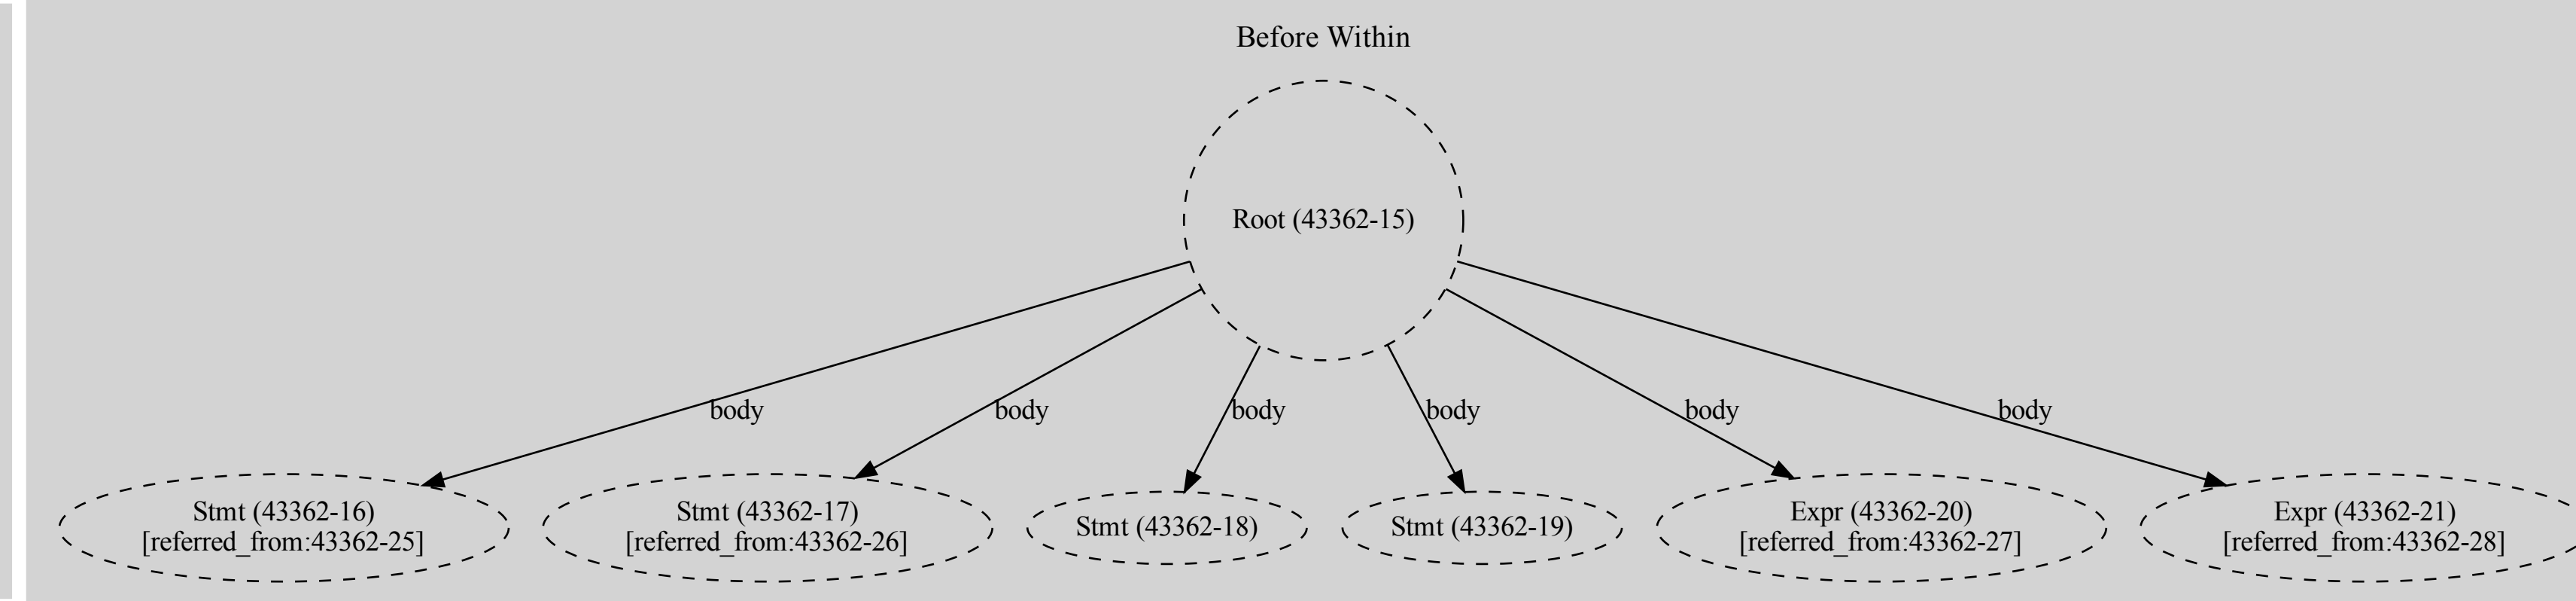 Before Within
Root (43362-15)
body
body
body
body
body
body
Stmt (43362-16)
[referred_from:43362-25]
Stmt (43362-17)
[referred_from:43362-26]
Stmt (43362-18)
Stmt (43362-19)
Expr (43362-20)
[referred_from:43362-27]
Expr (43362-21)
[referred_from:43362-28]